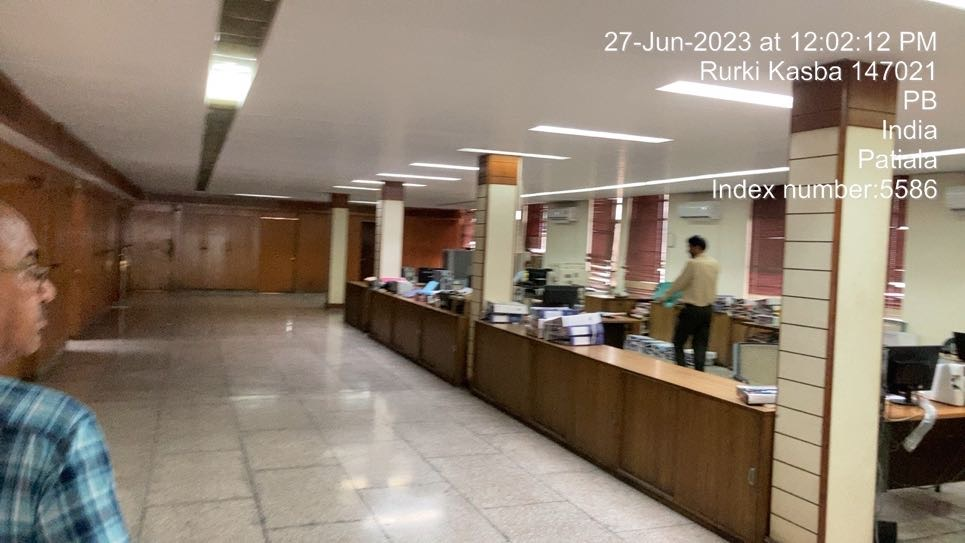 27-Jun-2023 at 12:02:12 PM
Rurki Kasba 147021
PB
India
Patiala
Index number:5586